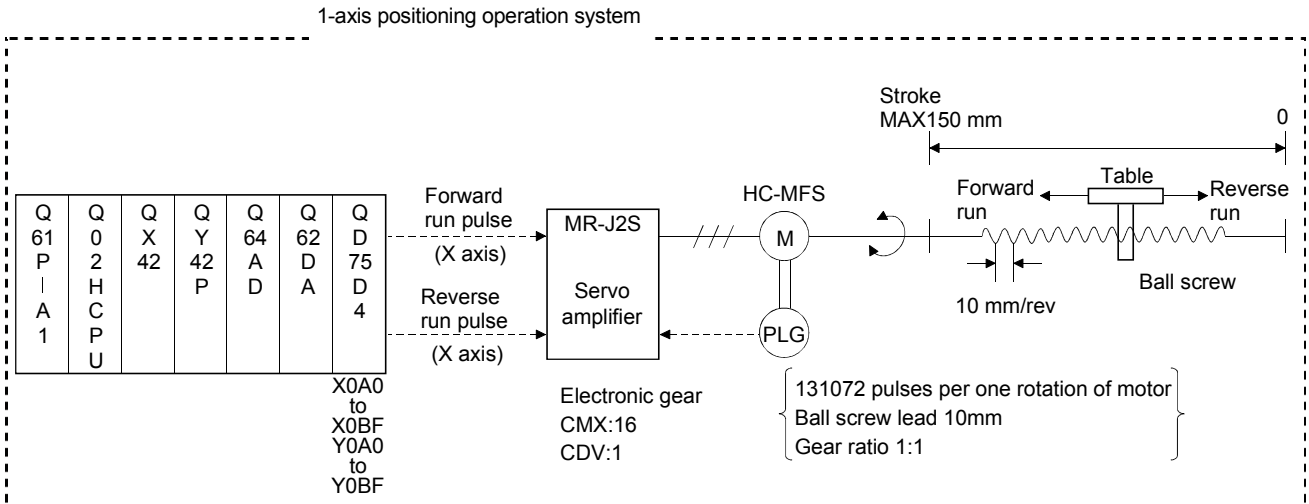 1-axis positioning operation system
Stroke
MAX150 mm
0
Q
61
P
|
A
1
Q
0
2
H
C
P
U
Q
X
42
Q
Y
42
P
Q
64
A
D
Q
62
D
A
Q
D
75
D
4
Forward
run pulse
(X axis)
Reverse
run pulse
(X axis)
MR-J2S
Servo
amplifier
HC-MFS
M
PLG
Forward
run
Table
Reverse
run
Ball screw
10 mm/rev
X0A0
to
X0BF
Y0A0
to
Y0BF
Electronic gear
CMX:16
CDV:1
131072 pulses per one rotation of motor
Ball screw lead 10mm
Gear ratio 1:1